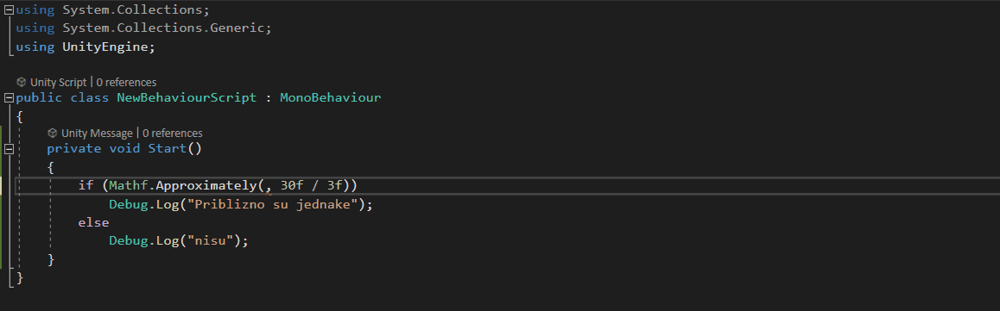 using System.Collections;
using System.Collections.Generic;
using UnityEngine;
Unity Script | 0 references
public class NewBehaviourScript : MonoBehaviour
{
Unity Message | 0 references
private void Start()
{
if (Mathf.Approximately(, 30f / 3f))
Debug.Log("Priblizno su jednake");
else
Debug.Log("nisu");
}
}